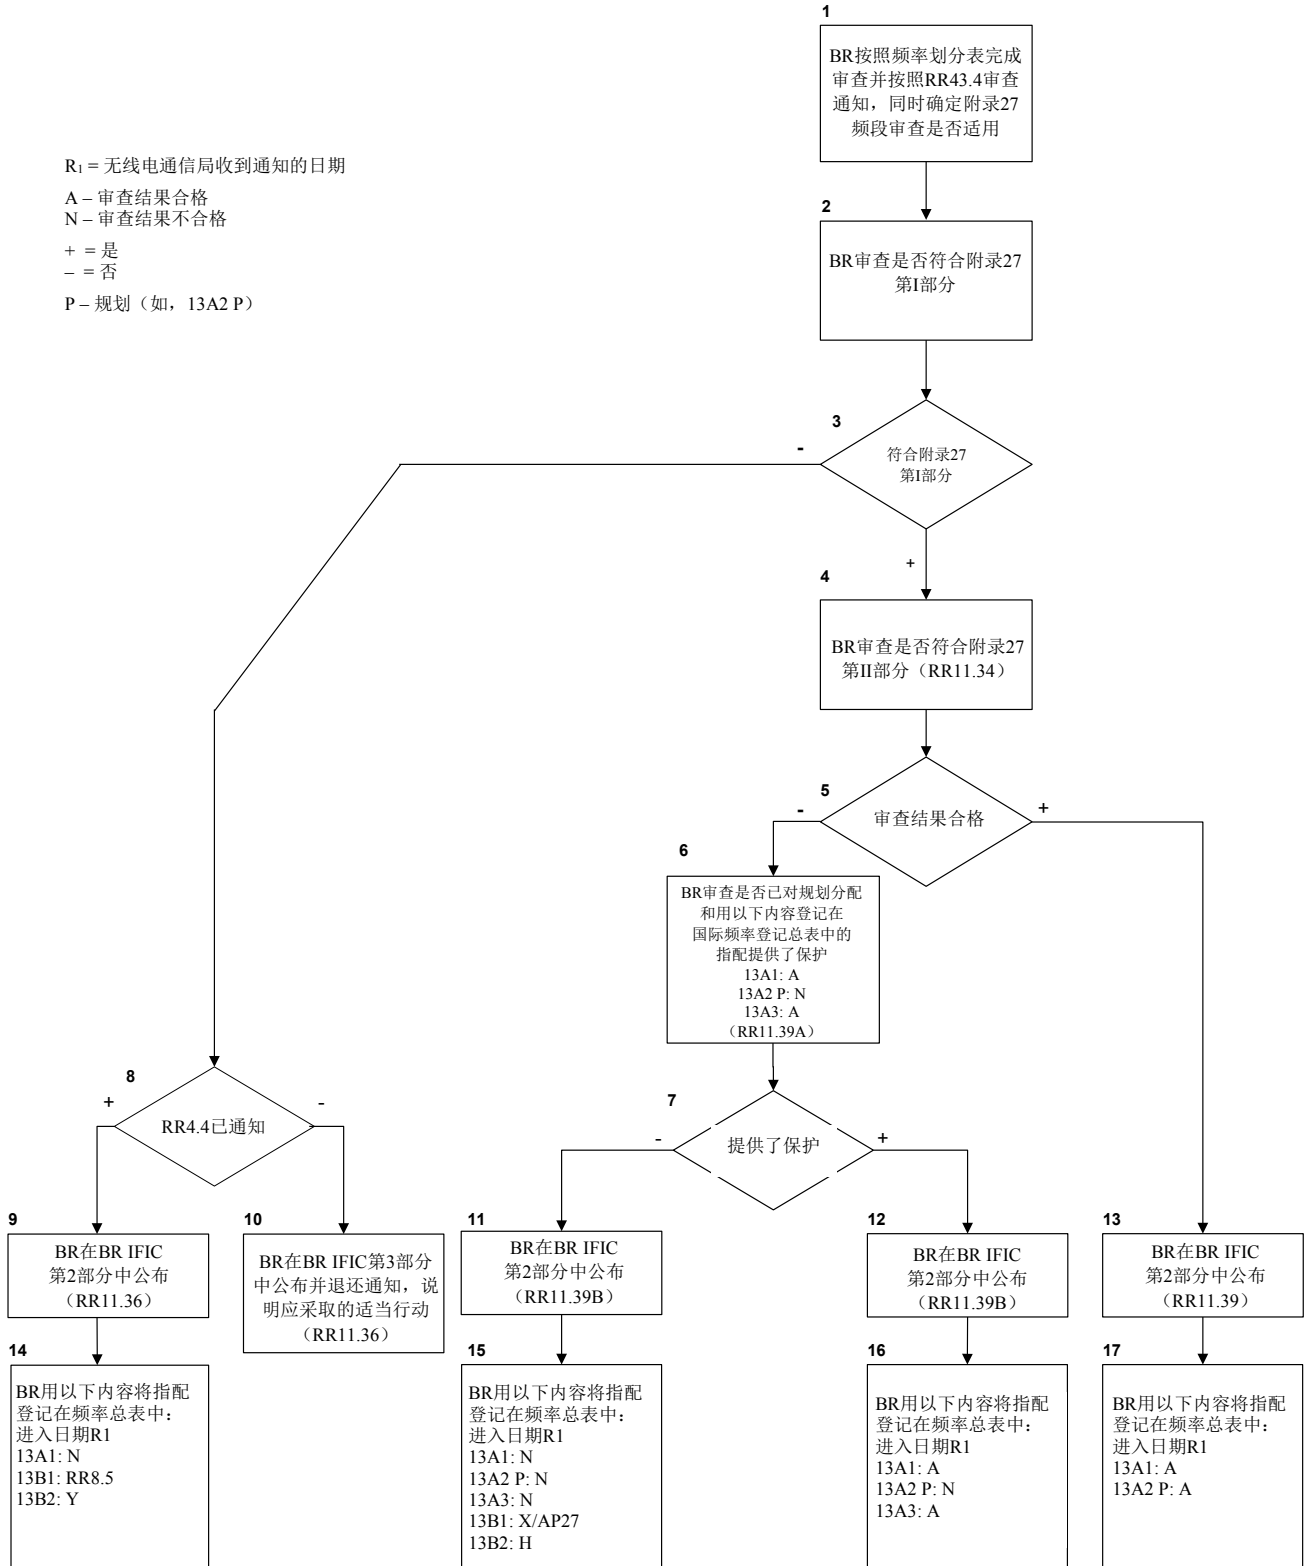 1
BR按照频率划分表完成
审查并按照RR43.4审查
通知，同时确定附录27
频段审查是否适用
R1 = 无线电通信局收到通知的日期
A – 审查结果合格
N – 审查结果不合格
+ = 是
– = 否
P – 规划（如，13A2 P）
2
BR审查是否符合附录27
第I部分
3
符合附录27
第I部分
-
+
4
BR审查是否符合附录27
第II部分（RR11.34）
5
审查结果合格
-
+
6
BR审查是否已对规划分配
和用以下内容登记在
国际频率登记总表中的
指配提供了保护
13A1: A
13A2 P: N
13A3: A
（RR11.39A）
7
提供了保护
-
+
8
RR4.4已通知
+
-
9
BR在BR IFIC
第2部分中公布
（RR11.36）
10
BR在BR IFIC第3部分
中公布并退还通知，说
明应采取的适当行动
（RR11.36）
11
BR在BR IFIC
第2部分中公布
（RR11.39B）
12
BR在BR IFIC
第2部分中公布
（RR11.39B）
13
BR在BR IFIC
第2部分中公布
（RR11.39）
14
BR用以下内容将指配
登记在频率总表中：
进入日期R1
13A1: N
13B1: RR8.5
13B2: Y
15
BR用以下内容将指配
登记在频率总表中：
进入日期R1
13A1: N
13A2 P: N
13A3: N
13B1: X/AP27
13B2: H
16
BR用以下内容将指配
登记在频率总表中：
进入日期R1
13A1: A
13A2 P: N
13A3: A
17
BR用以下内容将指配
登记在频率总表中：
进入日期R1
13A1: A
13A2 P: A